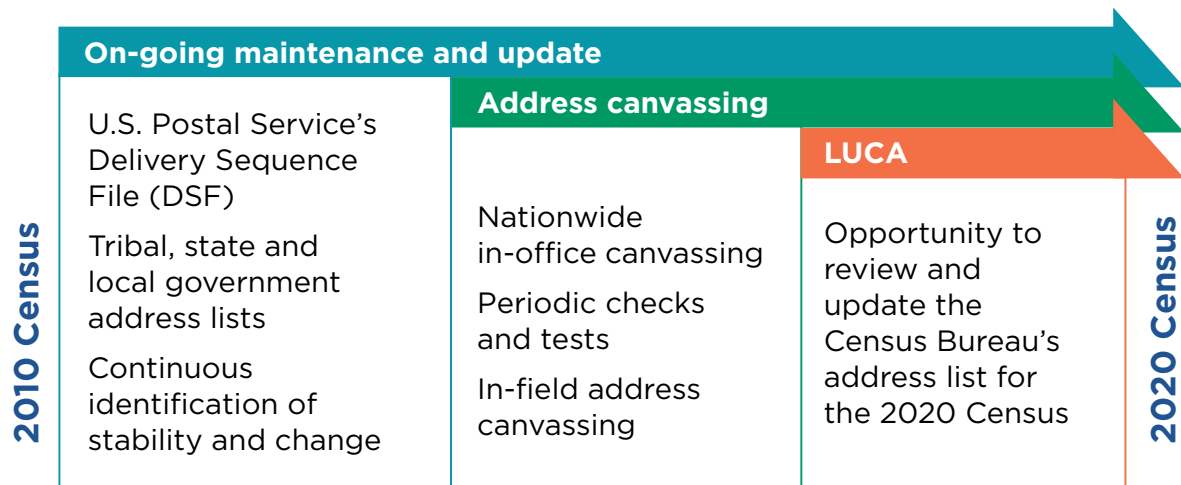 2010 Census
On-going maintenance and update
U.S. Postal Service's
Delivery Sequence
File (DSF)
Tribal, state and
local government
address lists
Continuous
identification of
stability and change
Address canvassing
Nationwide
in-office canvassing
Periodic checks
and tests
In-field address
canvassing
LUCA
Opportunity to
review and
update the
Census Bureau's
address list for
the 2020 Census
2020 Census